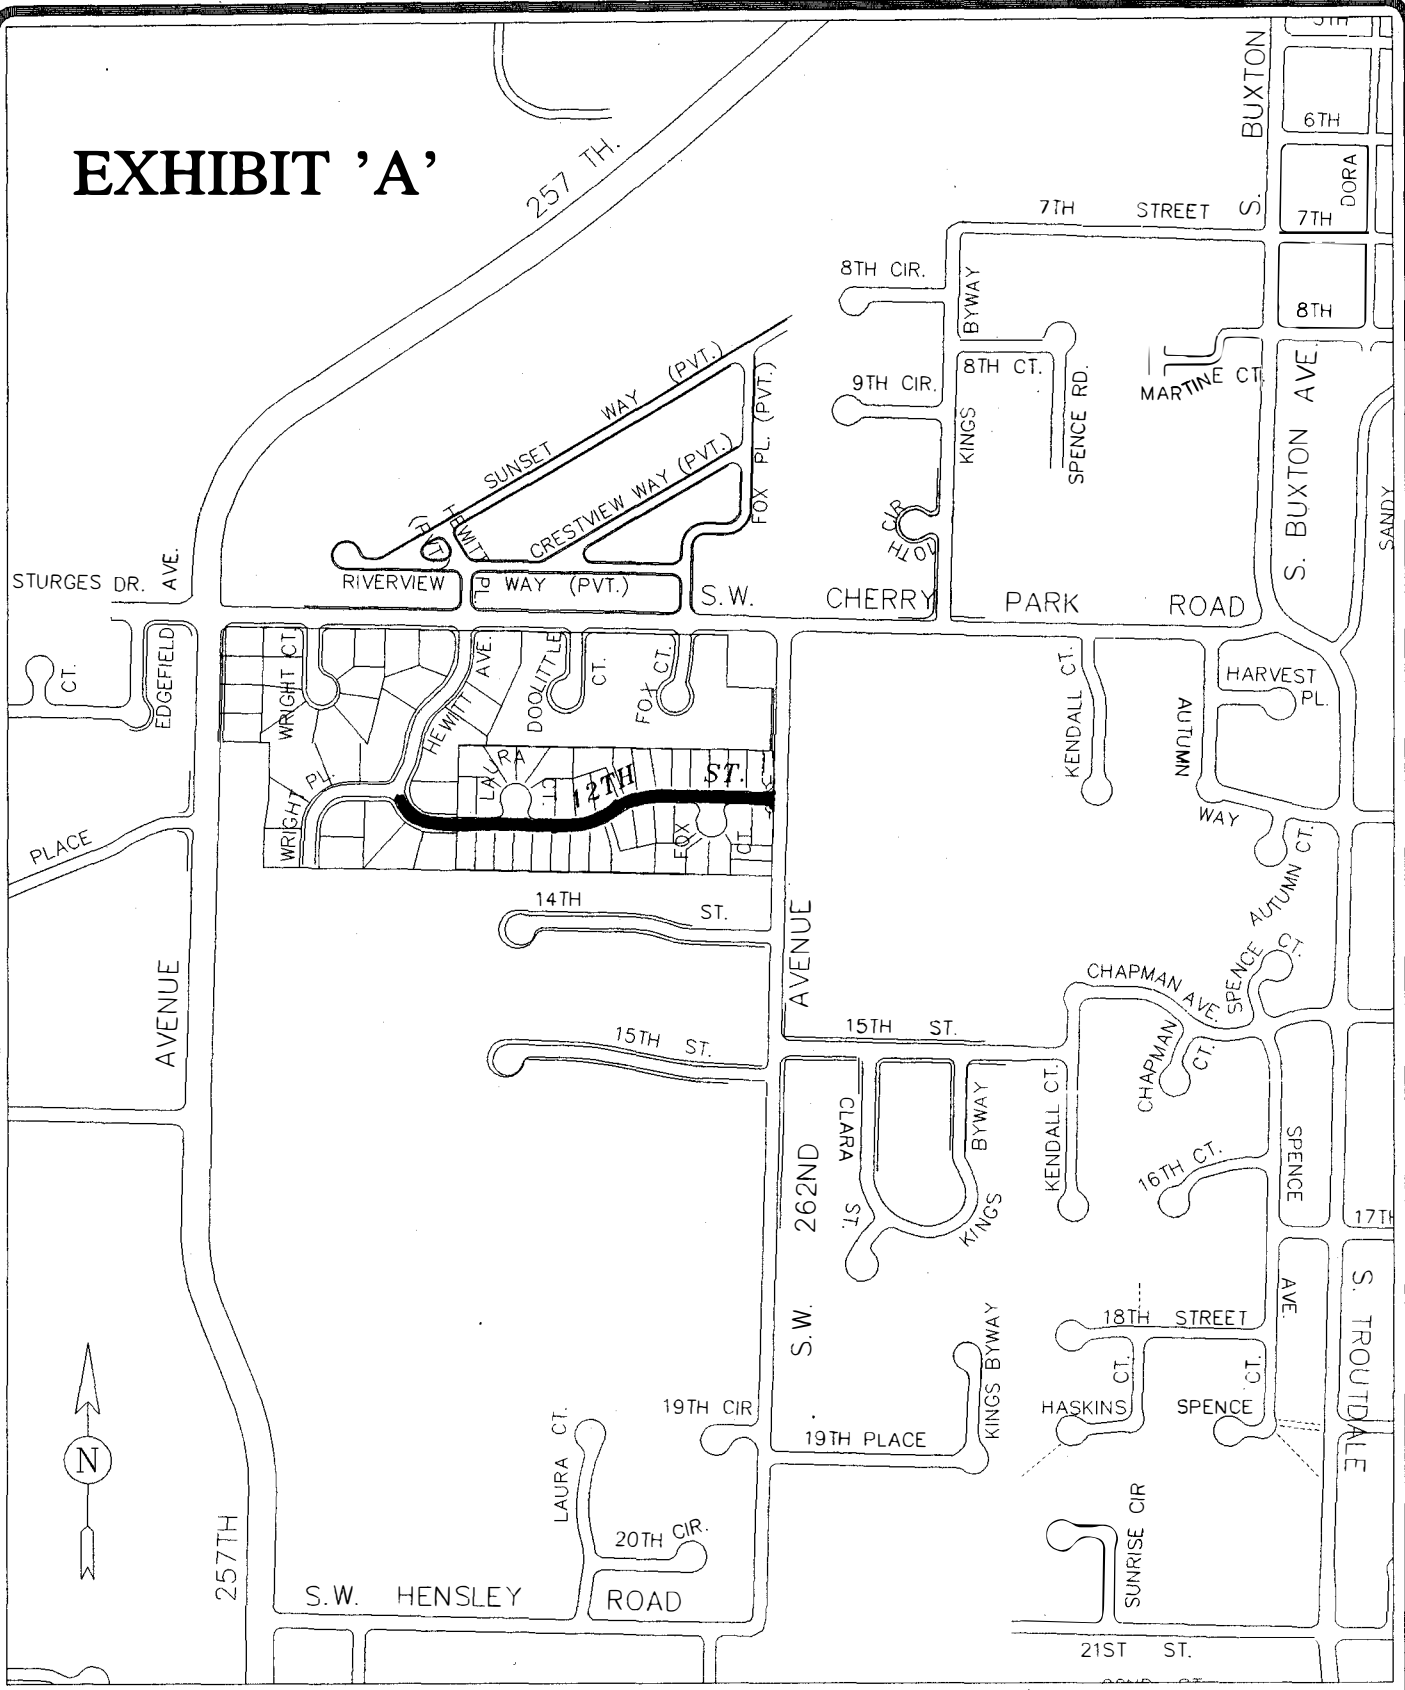 EXHIBIT 'A'
257 TH.
S. BUXTON
5TH
6TH
DORA
7TH STREET
7TH
8TH CIR.
BYWAY
8TH
8TH CT.
SPENCE RD.
MARTINE CT.
9TH CIR.
KINGS
S. BUXTON AVE.
SANDY
SUNSET WAY (PVT.)
CRESTVIEW WAY (PVT.)
FOX PL. (PVT.)
HEWITT PL
(PVT
10TH CIR
RIVERVIEW WAY (PVT.)
STURGES DR.
AVE.
S.W. CHERRY PARK ROAD
CT.
EDGEFIELD
WRIGHT CT.
HEWITT AVE.
DOOLITTLE CT.
FOX CT.
KENDALL CT.
AUTUMN WAY
HARVEST PL.
WRIGHT PL.
LAURA CT.
12TH ST.
FOX CT.
PLACE
AUTUMN CT.
14TH ST.
AVENUE
AVENUE
CHAPMAN AVE.
SPENCE CT.
15TH ST.
15TH ST.
CHAPMAN CT.
CLARA ST.
BYWAY
KINGS
KENDALL CT.
16TH CT.
SPENCE AVE.
17TH
S.W. 262ND
S. TROUTDALE
18TH STREET
HASKINS CT.
SPENCE CT.
KINGS BYWAY
19TH CIR
19TH PLACE
LAURA CT.
20TH CIR.
SUNRISE CIR
N
257TH
S.W. HENSLEY ROAD
21ST ST.